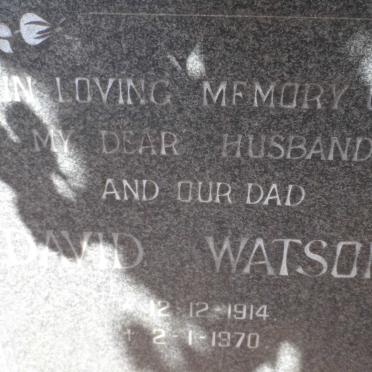 IN LOVING MEMORY O
MY DEAR HUSBAND
AND OUR DAD
DAVID WATSON
* 12-12-1914
† 2-1-1970